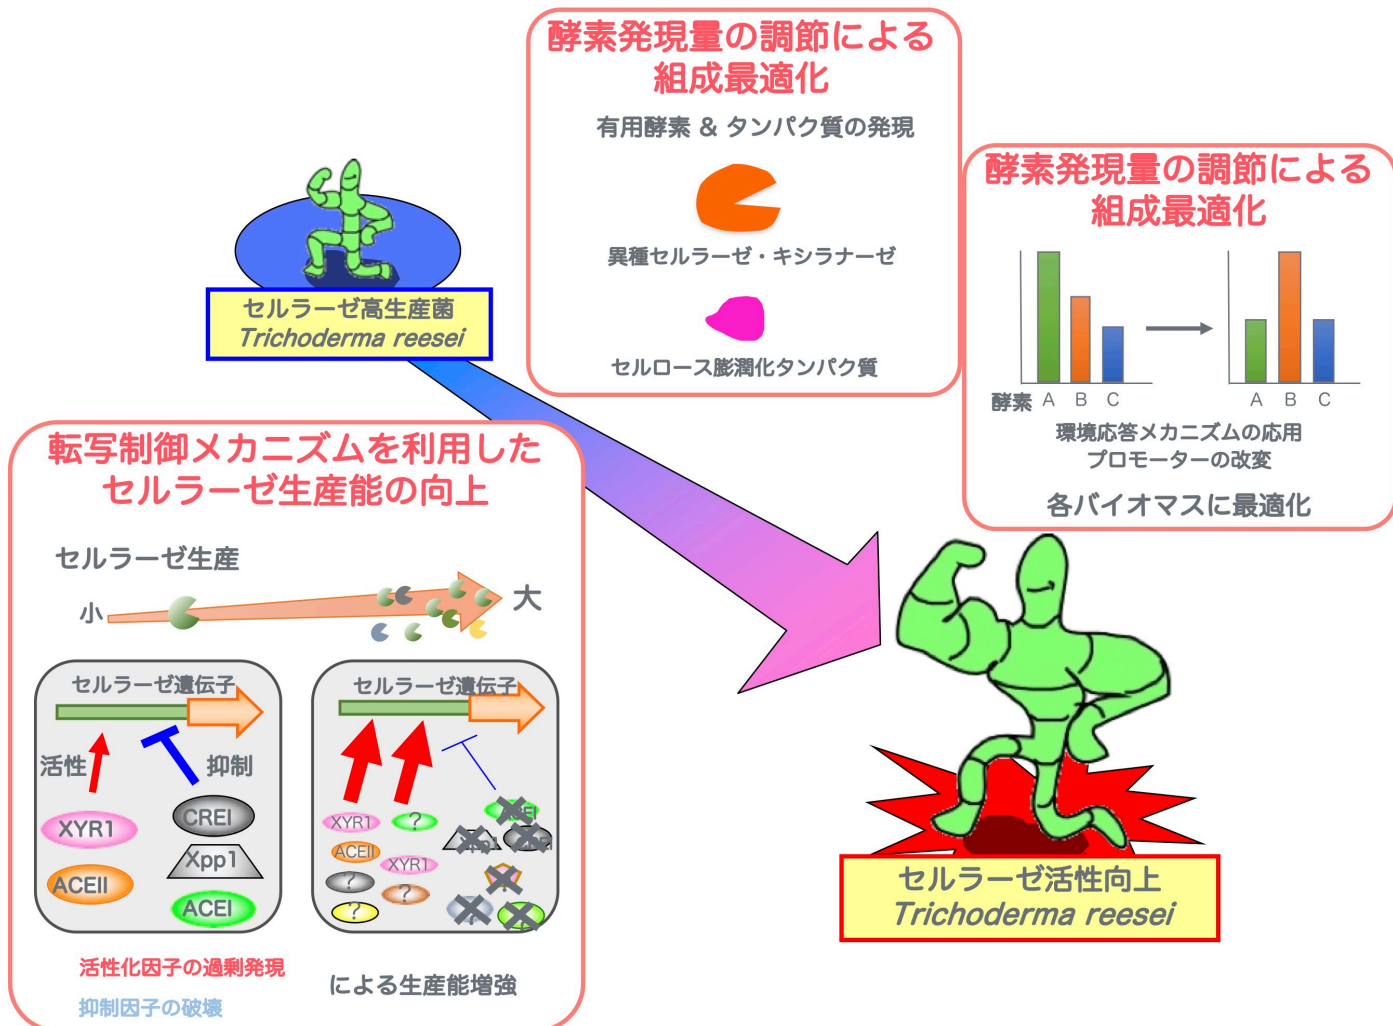 酵素発現量の調節による
組成最適化
有用酵素 & タンパク質の発現
異種セルラーゼ・キシラナーゼ
セルロース膨潤化タンパク質
酵素発現量の調節による
組成最適化
酵素 A B C
A B C
環境応答メカニズムの応用
プロモーターの改変
各バイオマスに最適化
セルラーゼ高生産菌
Trichoderma reesei
転写制御メカニズムを利用した
セルラーゼ生産能の向上
セルラーゼ生産
小
大
セルラーゼ遺伝子
活性
抑制
XYR1
ACEII
CREI
Xpp1
ACEI
セルラーゼ遺伝子
XYR1
?
ACEII
XYR1
?
?
?
ACEI
Xpp1
活性化因子の過剰発現
抑制因子の破壊
による生産能増強
セルラーゼ活性向上
Trichoderma reesei